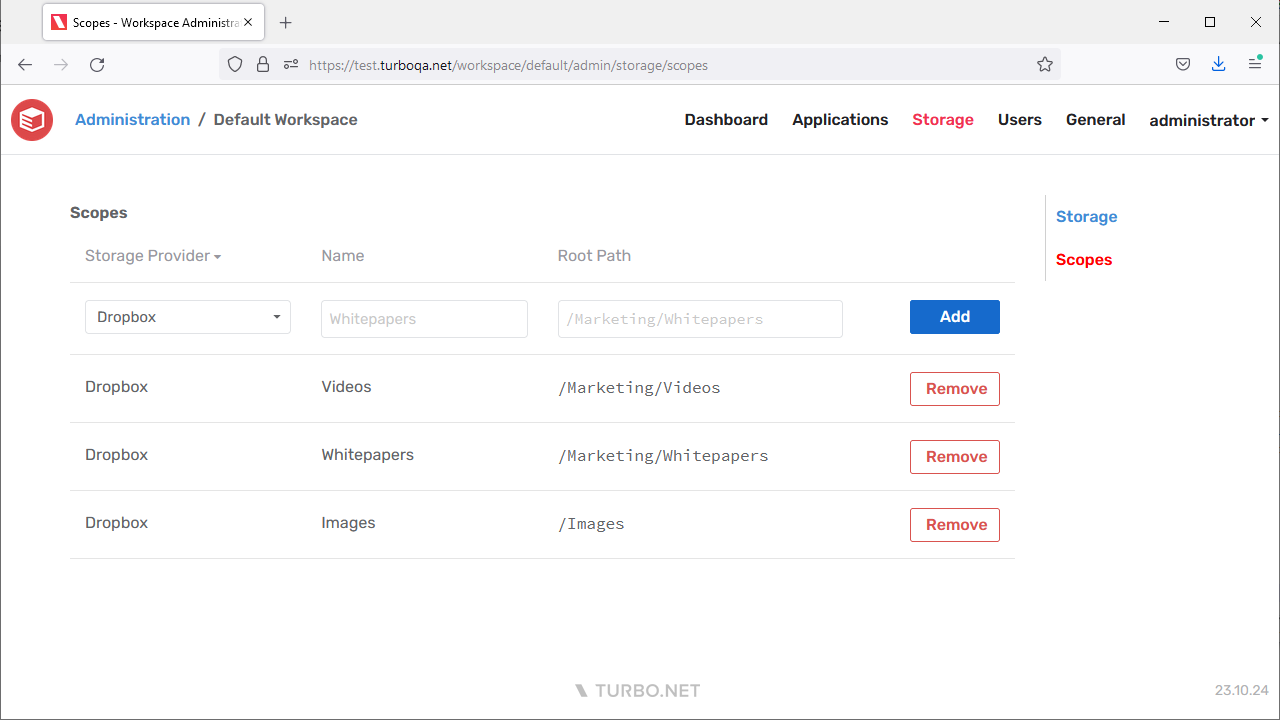 Scopes - Workspace Administra
https://test.turboqa.net/workspace/default/admin/storage/scopes
Administration / Default Workspace
Dashboard Applications Storage Users General administrator
Scopes
Storage Provider Name Root Path
Dropbox Whitepapers /Marketing/Whitepapers Add
Dropbox Videos /Marketing/Videos Remove
Dropbox Whitepapers /Marketing/Whitepapers Remove
Dropbox Images /Images Remove
Storage
Scopes
TURBO.NET
23.10.24